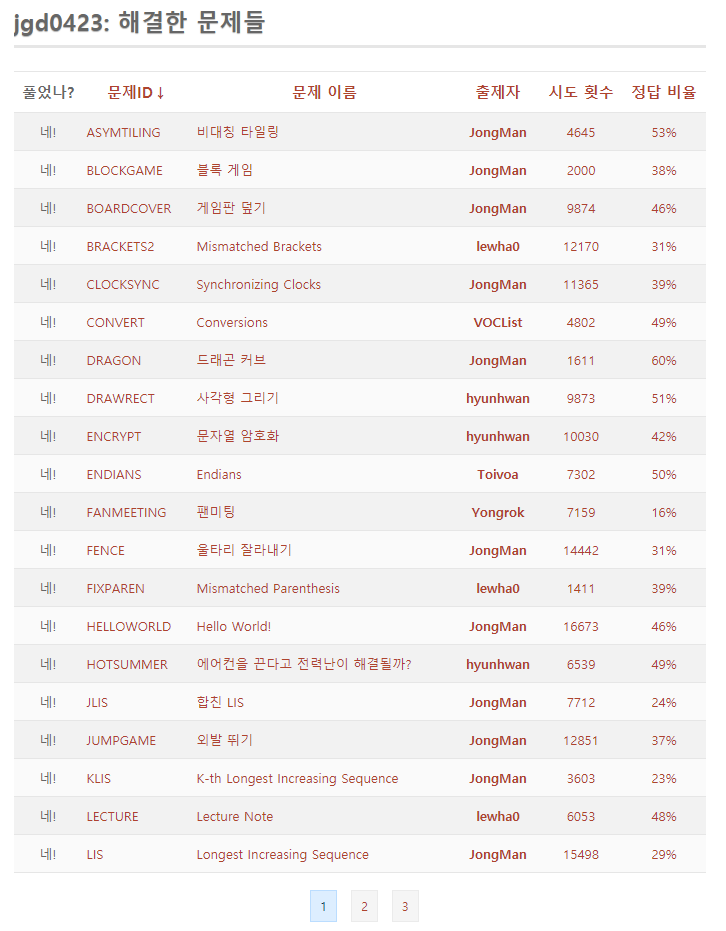 jgd0423: 해결한 문제들
풀었나? 문제ID↓ 문제 이름 출제자 시도 횟수 정답 비율
네! ASYMTILING 비대칭 타일링 JongMan 4645 53%
네! BLOCKGAME 블록 게임 JongMan 2000 38%
네! BOARDCOVER 게임판 덮기 JongMan 9874 46%
네! BRACKETS2 Mismatched Brackets lewha0 12170 31%
네! CLOCKSYNC Synchronizing Clocks JongMan 11365 39%
네! CONVERT Conversions VOCList 4802 49%
네! DRAGON 드래곤 커브 JongMan 1611 60%
네! DRAWRECT 사각형 그리기 hyunhwan 9873 51%
네! ENCRYPT 문자열 암호화 hyunhwan 10030 42%
네! ENDIANS Endians Toivoa 7302 50%
네! FANMEETING 팬미팅 Yongrok 7159 16%
네! FENCE 울타리 잘라내기 JongMan 14442 31%
네! FIXPAREN Mismatched Parenthesis lewha0 1411 39%
네! HELLOWORLD Hello World! JongMan 16673 46%
네! HOTSUMMER 에어컨을 끈다고 전력난이 해결될까? hyunhwan 6539 49%
네! JLIS 합친 LIS JongMan 7712 24%
네! JUMPGAME 외발 뛰기 JongMan 12851 37%
네! KLIS K-th Longest Increasing Sequence JongMan 3603 23%
네! LECTURE Lecture Note lewha0 6053 48%
네! LIS Longest Increasing Sequence JongMan 15498 29%
1 2 3